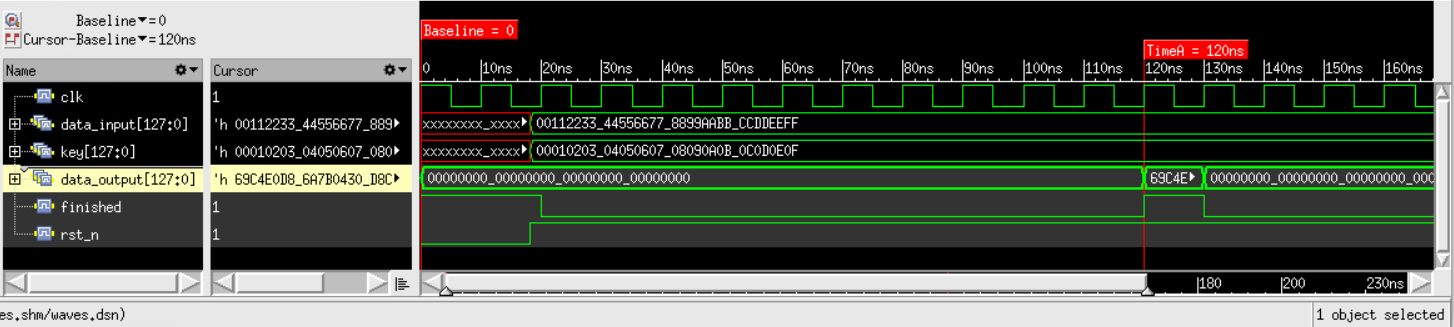 Baseline▼=0
Cursor-Baseline▼=120ns
Baseline = 0
TimeA = 120ns
Name Cursor 0 10ns 20ns 30ns 40ns 50ns 60ns 70ns 80ns 90ns 100ns 110ns 120ns 130ns 140ns 150ns 160ns
clk 1
data_input[127:0] 'h 00112233_44556677_889 xxxxxxxx_xxxx 00112233_44556677_8899AABB_CCDDEEFF
key[127:0] 'h 00010203_04050607_080 xxxxxxxx_xxxx 00010203_04050607_08090A0B_0C0D0E0F
data_output[127:0] 'h 69C4E0D8_6A7B0430_D8C 00000000_00000000_00000000_00000000 69C4E 00000000_00000000_00000000_000
finished 1
rst_n 1
180 200 230ns
es.shm/waves.dsn) 1 object selected